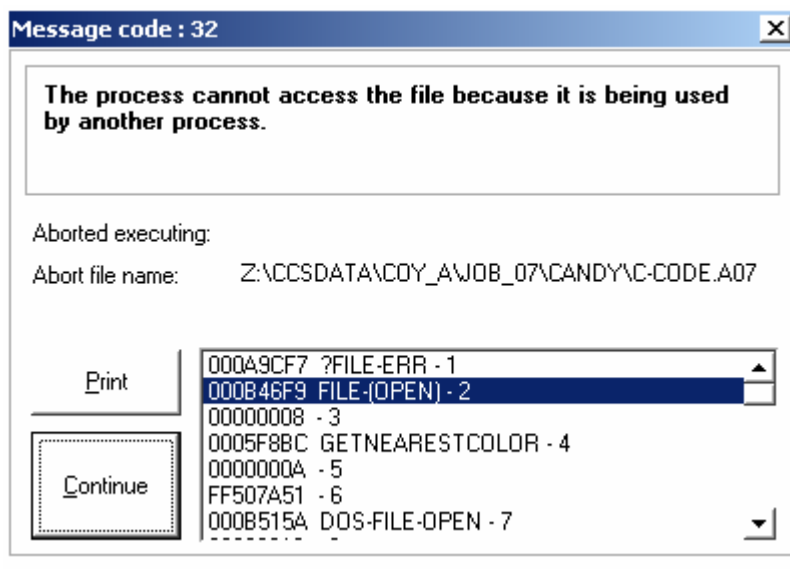 Message code : 32
The process cannot access the file because it is being used
by another process.
Aborted executing:
Abort file name: Z:\CCSDATA\COY_A\JOB_07\CANDY\C-CODE.A07
Print
Continue
000A9CF7 ?FILE-ERR - 1
000B46F9 FILE-(OPEN) - 2
00000008 - 3
0005F8BC GETNEARESTCOLOR - 4
0000000A - 5
FF507A51 - 6
000B515A DOS-FILE-OPEN - 7